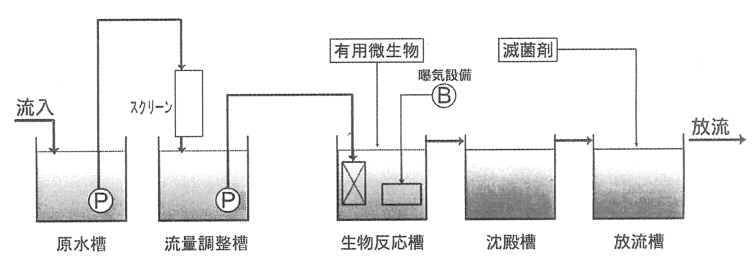 有用微生物
滅菌剤
曝気設備
B
スクリーン
流入
放流
P
P
原水槽
流量調整槽
生物反応槽
沈殿槽
放流槽